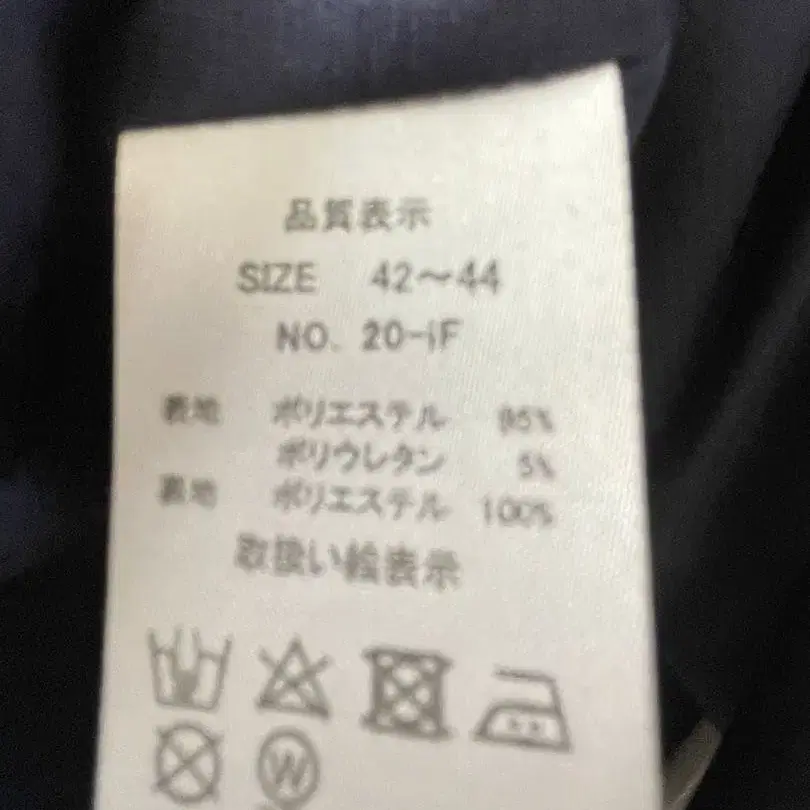 品質表示
SIZE 42～44
NO. 20-iF
表地 ポリエステル 95%
ポリウレタン 5%
裏地 ポリエステル 100%
取扱い絵表示
W